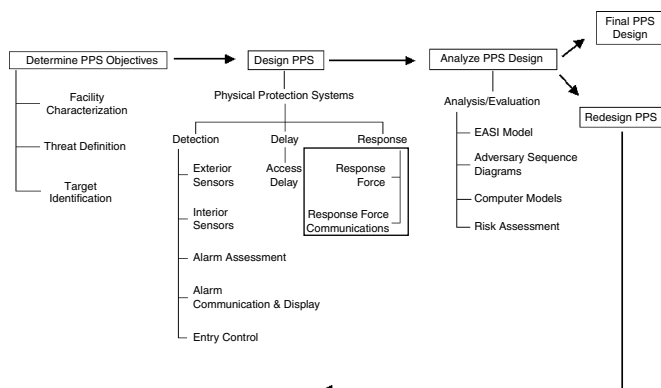 Final PPS
Design
Determine PPS Objectives
Design PPS
Analyze PPS Design
Redesign PPS
Facility
Characterization
Threat Definition
Target
Identification
Physical Protection Systems
Detection
Delay
Response
Exterior
Sensors
Interior
Sensors
Alarm Assessment
Alarm
Communication & Display
Entry Control
Access
Delay
Response
Force
Response Force
Communications
Analysis/Evaluation
EASI Model
Adversary Sequence
Diagrams
Computer Models
Risk Assessment